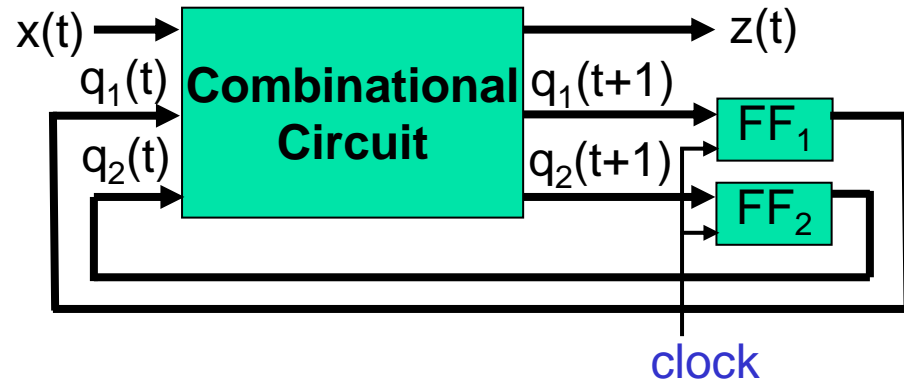 x(t)
z(t)
q₁(t)
Combinational
Circuit
q₁(t+1)
FF₁
q₂(t)
q₂(t+1)
FF₂
clock